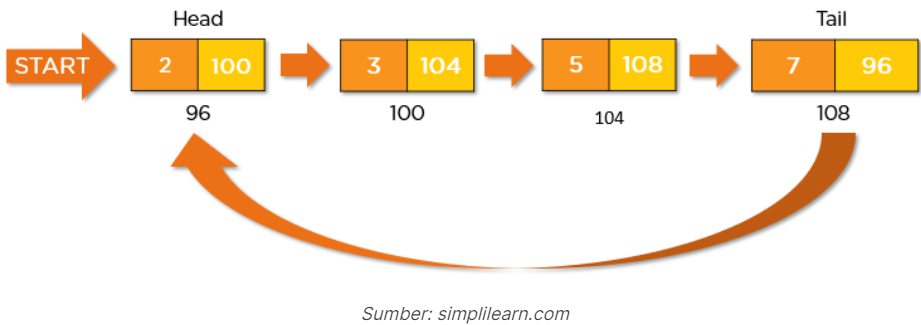 Head Tail
START 2 100 3 104 5 108 7 96
96 100 104 108
Sumber: simplilearn.com